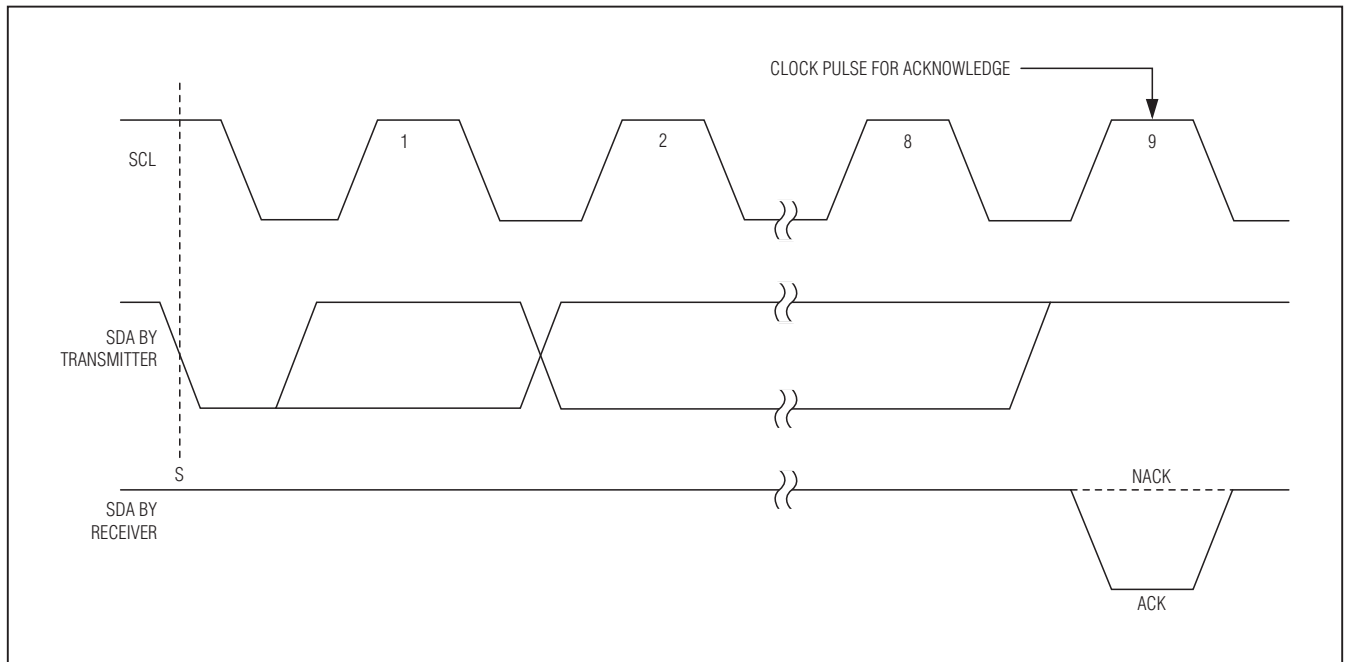 CLOCK PULSE FOR ACKNOWLEDGE
SCL
1
2
8
9
SDA BY
TRANSMITTER
S
SDA BY
RECEIVER
NACK
ACK